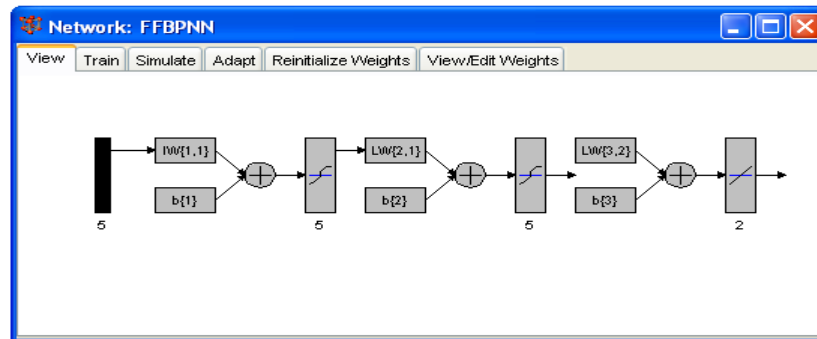 Network: FFBPNN
View Train Simulate Adapt Reinitialize Weights View/Edit Weights
IW{1,1} LW{2,1} LW{3,2}
b{1} b{2} b{3}
5 5 5 2